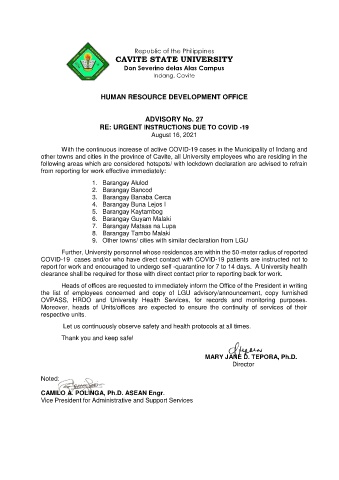 Republic of the Philippines
CAVITE STATE UNIVERSITY
Don Severino delas Alas Campus
Indang, Cavite
HUMAN RESOURCE DEVELOPMENT OFFICE
ADVISORY No. 27
RE: URGENT INSTRUCTIONS DUE TO COVID -19
August 16, 2021
With the continuous increase of active COVID-19 cases in the Municipality of Indang and
other towns and cities in the province of Cavite, all University employees who are residing in the
following areas which are considered hotspots/ with lockdown declaration are advised to refrain
from reporting for work effective immediately:
1. Barangay Alulod
2. Barangay Bancod
3. Barangay Banaba Cerca
4. Barangay Buna Lejos I
5. Barangay Kaytambog
6. Barangay Guyam Malaki
7. Barangay Mataas na Lupa
8. Barangay Tambo Malaki
9. Other towns/ cities with similar declaration from LGU
Further, University personnel whose residences are within the 50-meter radius of reported
COVID-19 cases and/or who have direct contact with COVID-19 patients are instructed not to
report for work and encouraged to undergo self -quarantine for 7 to 14 days. A University health
clearance shall be required for those with direct contact prior to reporting back for work.
Heads of offices are requested to immediately inform the Office of the President in writing
the list of employees concerned and copy of LGU advisory/announcement, copy furnished
OVPASS, HRDO and University Health Services, for records and monitoring purposes.
Moreover, heads of Units/offices are expected to ensure the continuity of services of their
respective units.
Let us continuously observe safety and health protocols at all times.
Thank you and keep safe!
MARY JANE D. TEPORA, Ph.D.
Director
Noted:
CAMILO A. POLINGA, Ph.D. ASEAN Engr.
Vice President for Administrative and Support Services